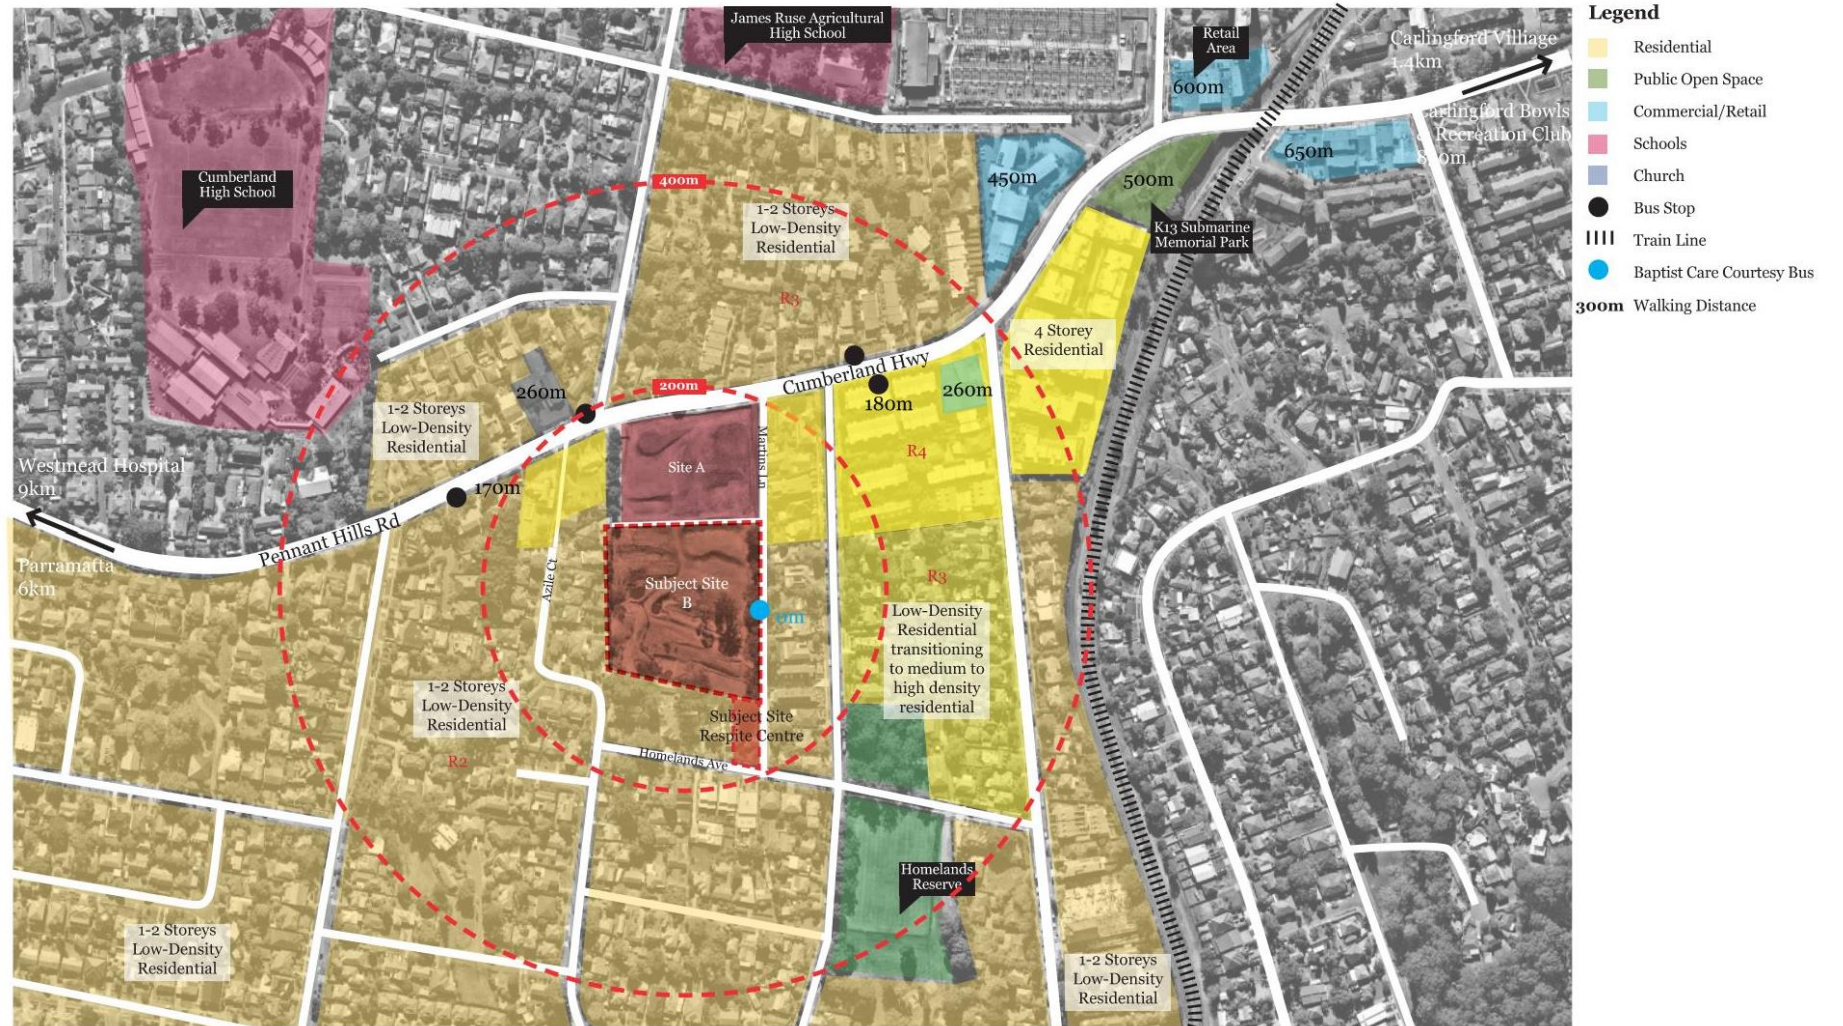 James Ruse Agricultural
High School
Retail
Area
600m
Carlingford Villiage
1.4km
Carlingford Bowls
& Recreation Club
650m
450m
500m
K13 Submarine
Memorial Park
Cumberland
High School
400m
1-2 Storeys
Low-Density
Residential
R3
4 Storey
Residential
260m
200m
Cumberland Hwy
180m
260m
R4
1-2 Storeys
Low-Density
Residential
Westmead Hospital
9km
170m
Pennant Hills Rd
Parramatta
6km
Site A
Martins Ln
Azile Ct
Subject Site
B
0m
R3
Low-Density
Residential
transitioning
to medium to
high density
residential
1-2 Storeys
Low-Density
Residential
R2
Subject Site
Respite Centre
Homelands Ave
Homelands
Reserve
1-2 Storeys
Low-Density
Residential
1-2 Storeys
Low-Density
Residential
Legend
Residential
Public Open Space
Commercial/Retail
Schools
Church
Bus Stop
Train Line
Baptist Care Courtesy Bus
300m Walking Distance